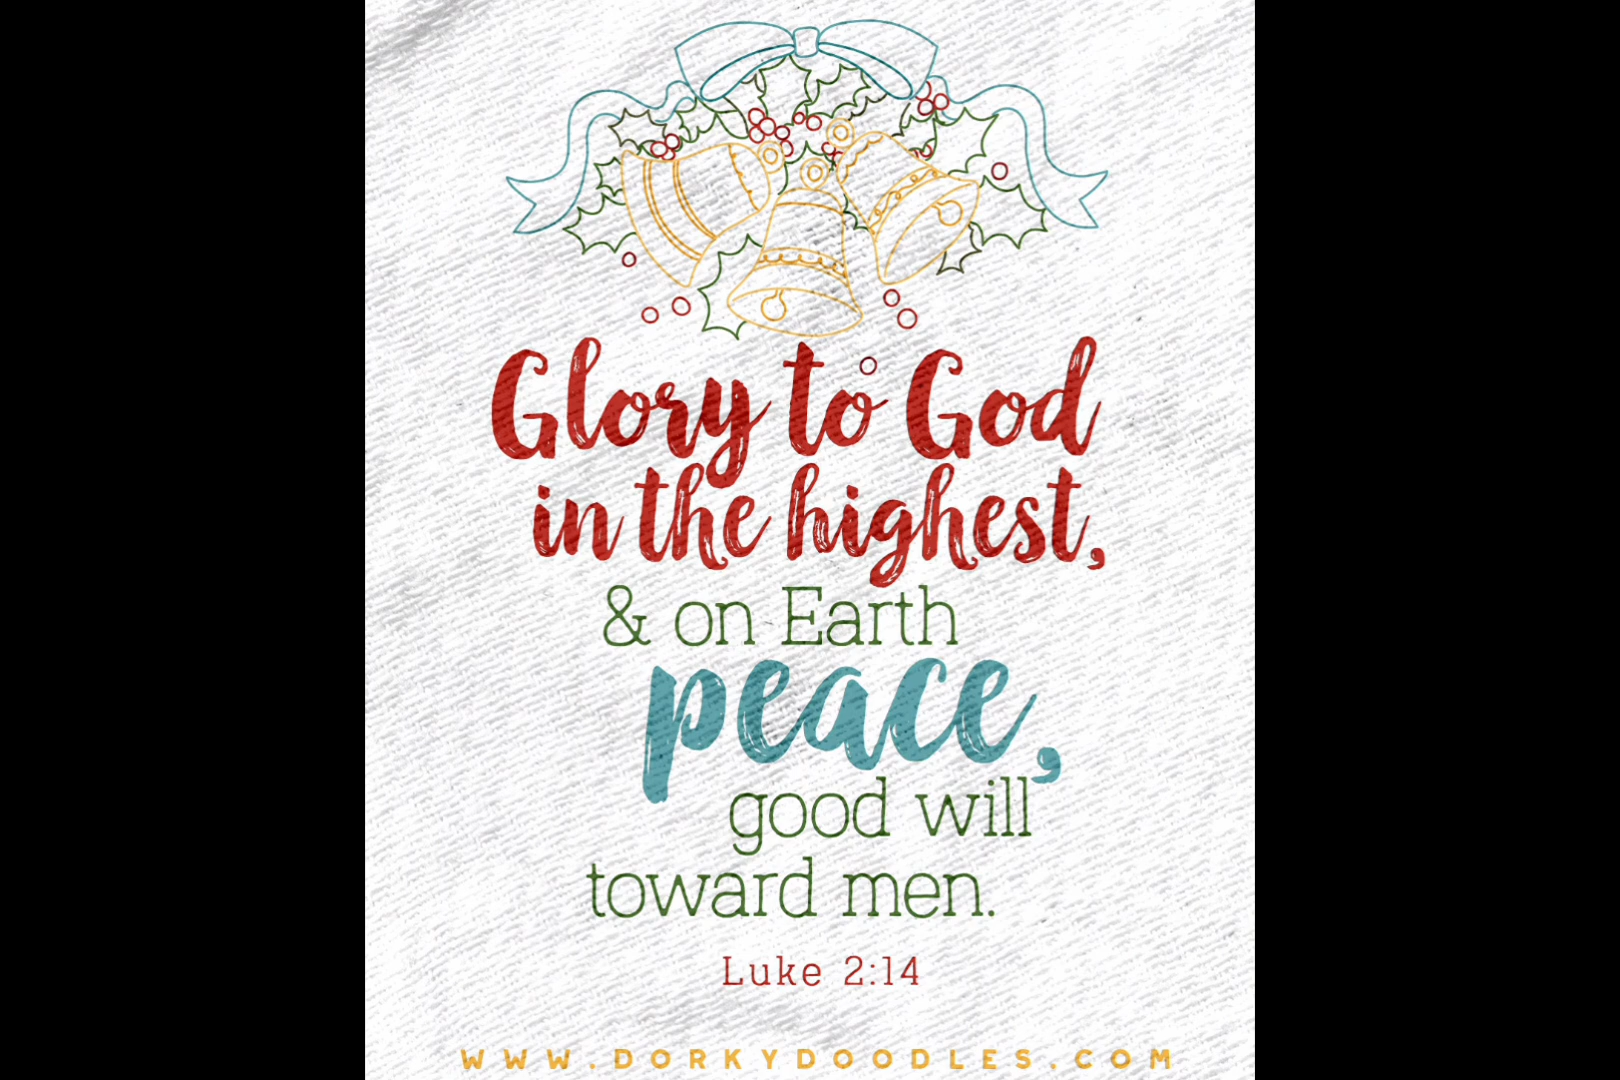 Glory to God
in the highest,
& on Earth
peace,
good will
toward men.
Luke 2:14
WWW.DORKYDOODLES.COM